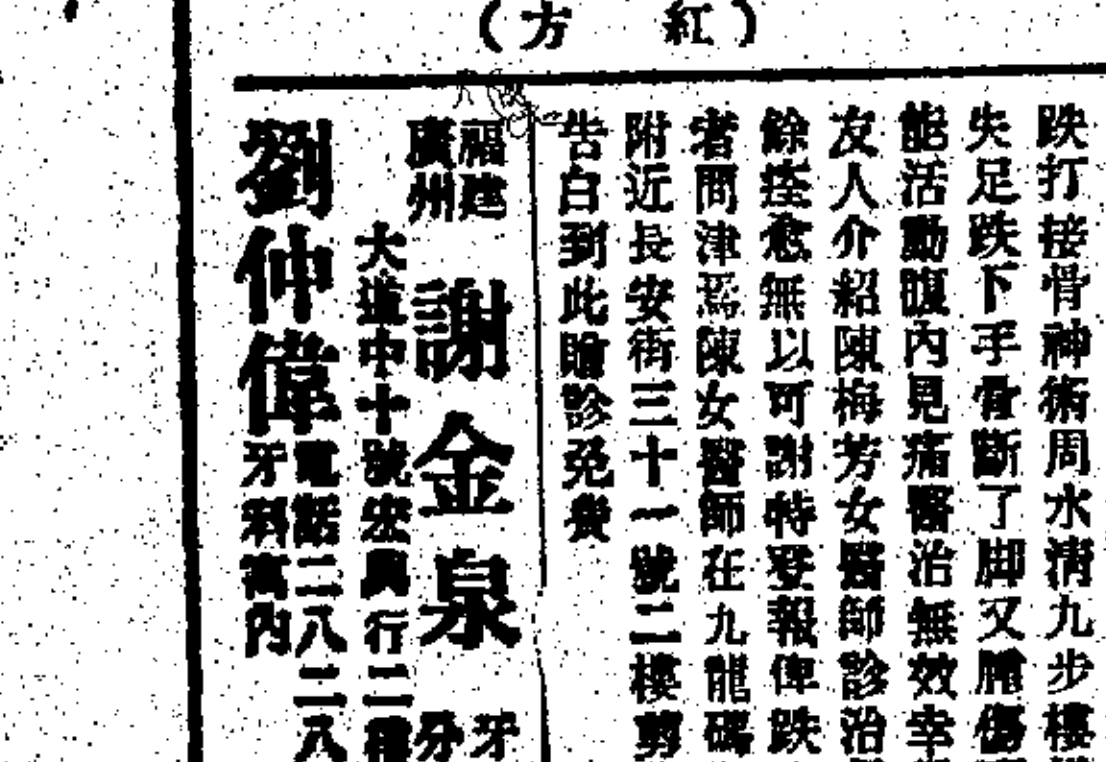 （方 紅）
跌打接骨神術周水清九步樓
失足跌下手骨斷了脚又腫傷
能活動腹內見痛醫治無效幸
友人介紹陳梅芳女醫師診治
餘痊愈無以可謝特登報俾跌
者問津焉陳女醫師在九龍碼
附近長安街三十一號二樓剪
告白到此贈診免費
福建
廣州
謝金泉
牙
分
大道中十號宏興行二樓
劉仲偉
電話二八二八
牙科寓內